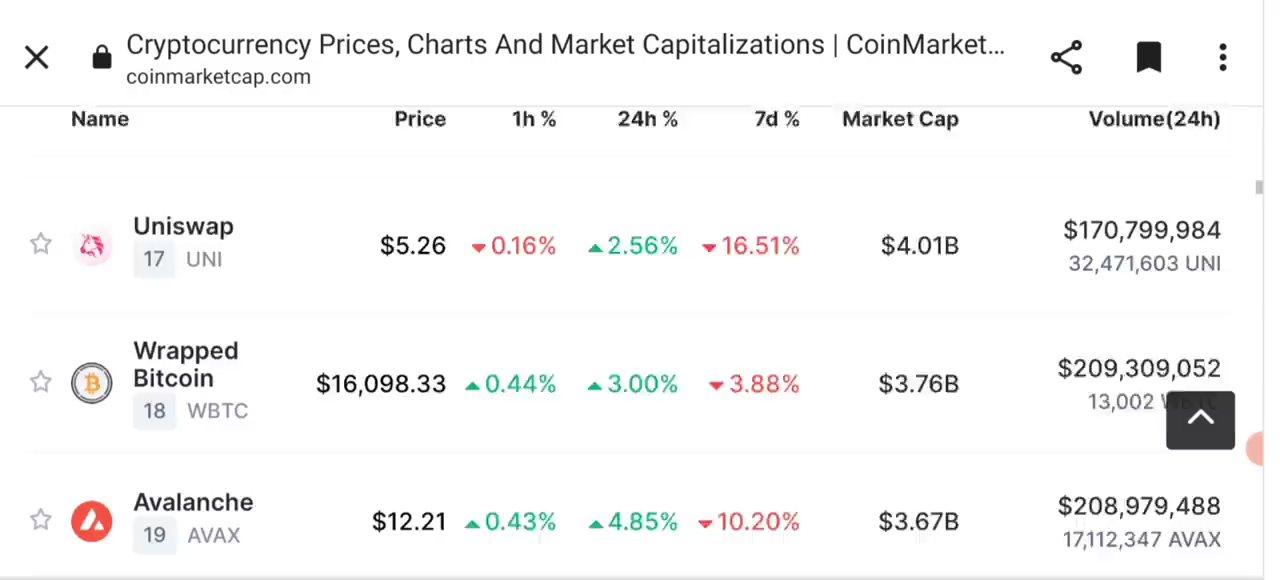 Cryptocurrency Prices, Charts And Market Capitalizations | CoinMarket...
coinmarketcap.com
Name Price 1h % 24h % 7d % Market Cap Volume(24h)
Uniswap
17 UNI
$5.26 0.16% 2.56% 16.51% $4.01B
$170,799,984
32,471,603 UNI
Wrapped
Bitcoin
18 WBTC
$16,098.33 0.44% 3.00% 3.88% $3.76B
$209,309,052
13,002
Avalanche
19 AVAX
$12.21 0.43% 4.85% 10.20% $3.67B
$208,979,488
17,112,347 AVAX